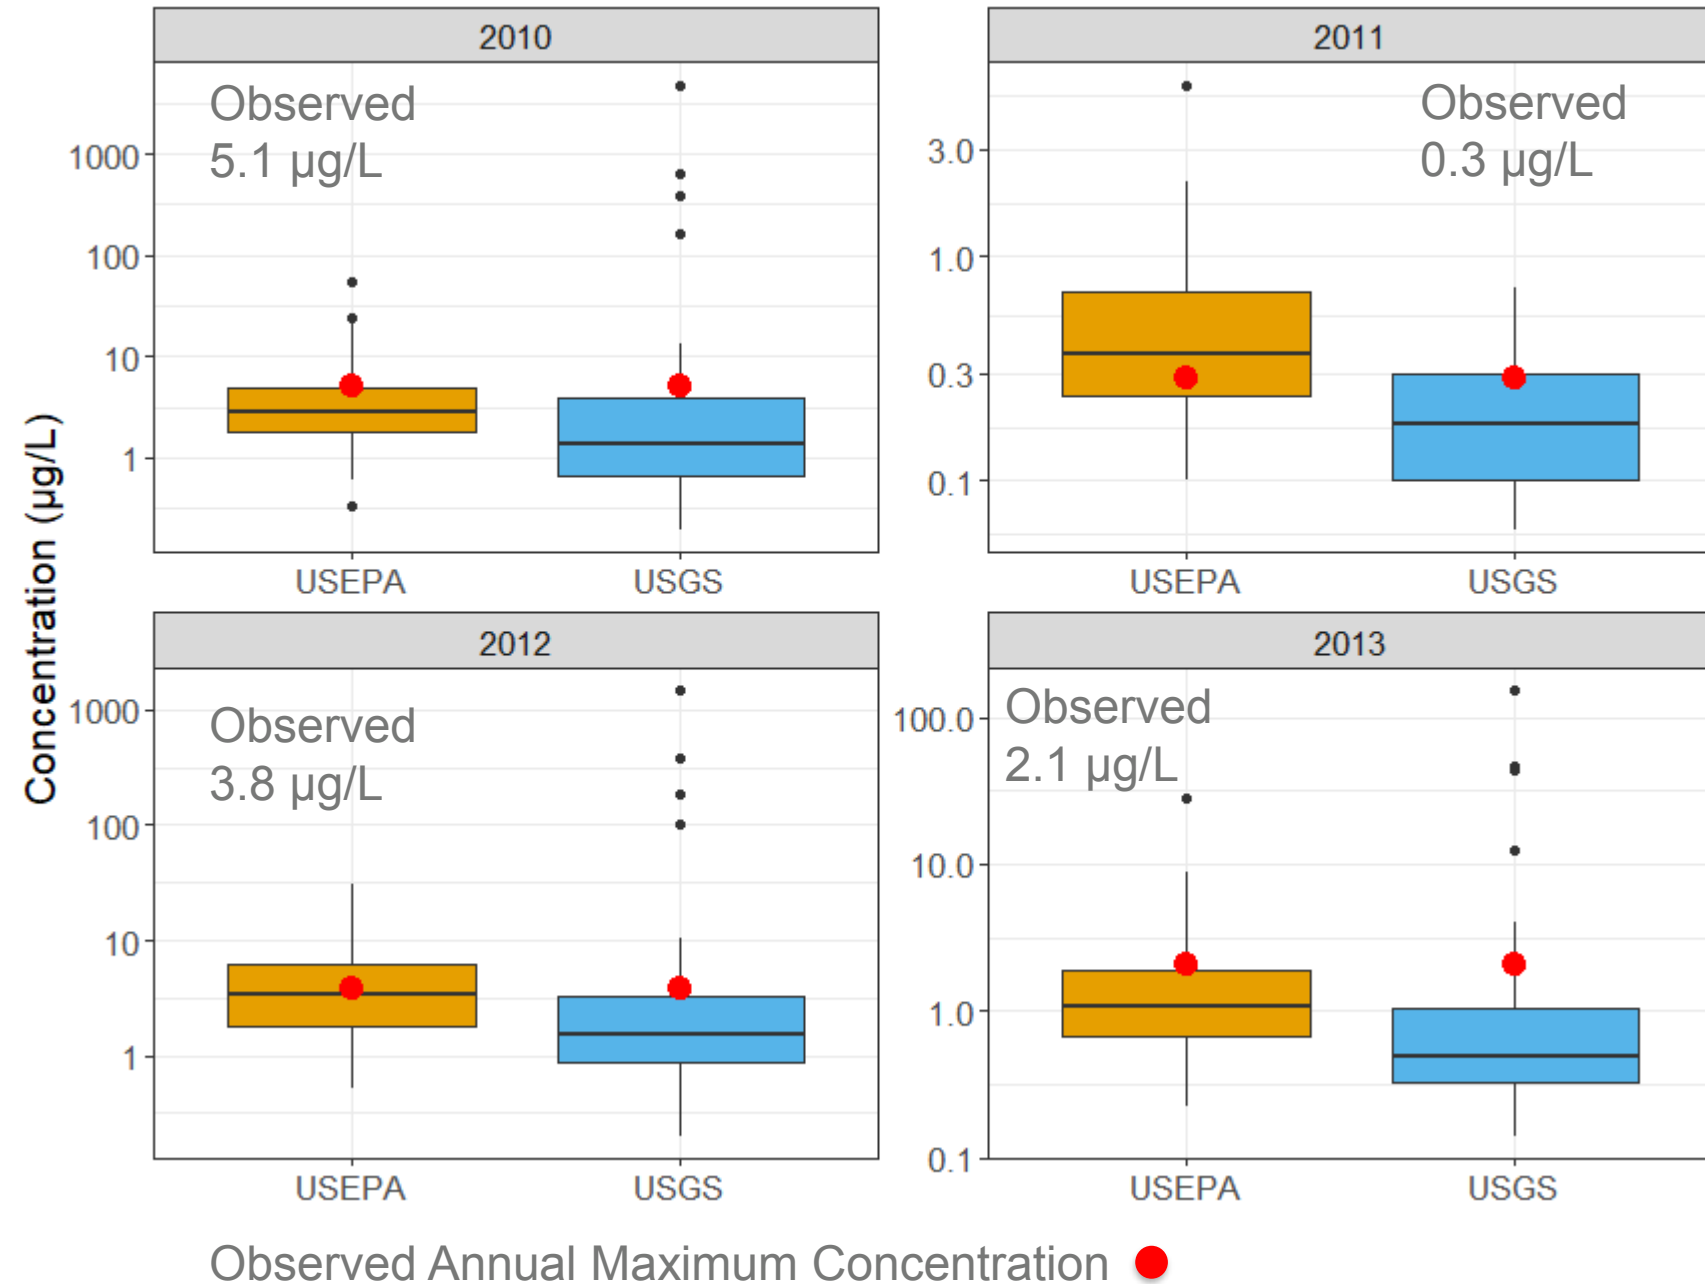 2010
Observed
5.1 µg/L
1000
100
10
1
USEPA
USGS
2011
Observed
0.3 µg/L
3.0
1.0
0.3
0.1
USEPA
USGS
Concentration (µg/L)
2012
Observed
3.8 µg/L
1000
100
10
1
USEPA
USGS
2013
Observed
2.1 µg/L
100.0
10.0
1.0
0.1
USEPA
USGS
Observed Annual Maximum Concentration